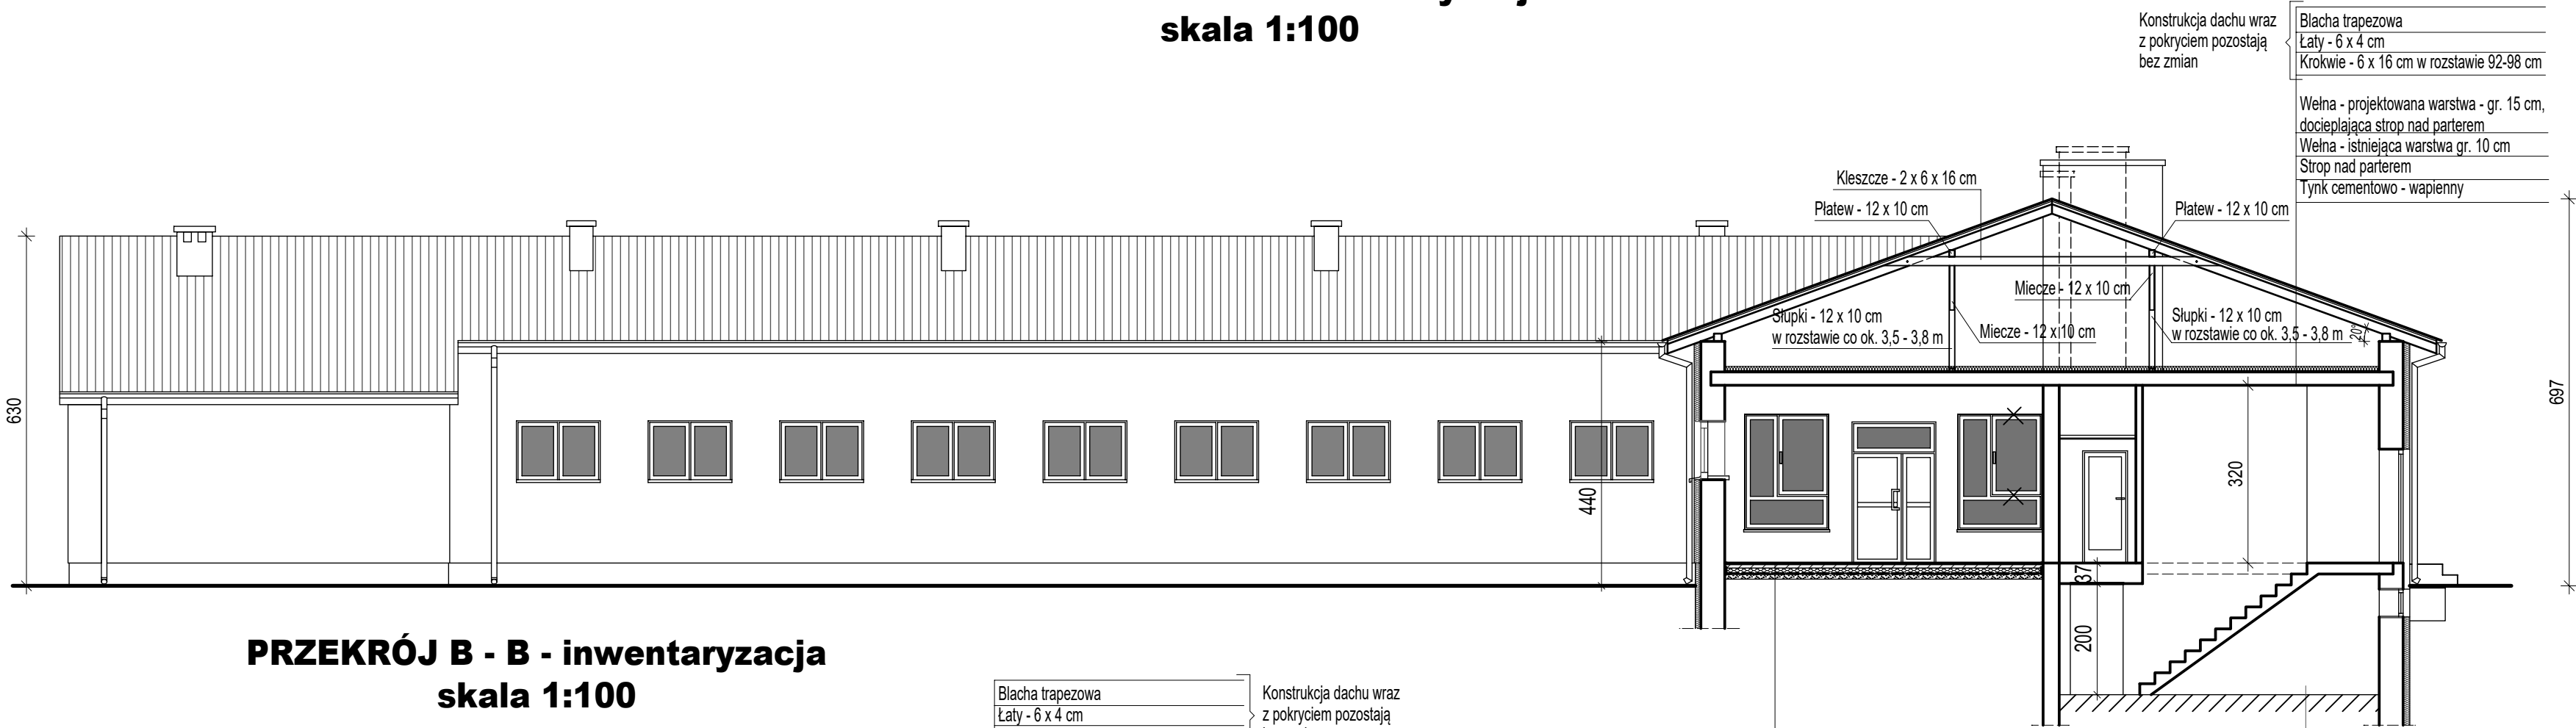 skala 1:100
Konstrukcja dachu wraz
z pokryciem pozostają
bez zmian
Blacha trapezowa
Łaty - 6 x 4 cm
Krokwie - 6 x 16 cm w rozstawie 92-98 cm
Wełna - projektowana warstwa - gr. 15 cm,
docieplająca strop nad parterem
Wełna - istniejąca warstwa gr. 10 cm
Strop nad parterem
Tynk cementowo - wapienny
Kleszcze - 2 x 6 x 16 cm
Płatew - 12 x 10 cm
Płatew - 12 x 10 cm
Miecze - 12 x 10 cm
Słupki - 12 x 10 cm
w rozstawie co ok. 3,5 - 3,8 m
Miecze - 12 x 10 cm
Słupki - 12 x 10 cm
w rozstawie co ok. 3,5 - 3,8 m
20°
630
440
320
697
37
200
PRZEKRÓJ B - B - inwentaryzacja
skala 1:100
Blacha trapezowa
Łaty - 6 x 4 cm
Konstrukcja dachu wraz
z pokryciem pozostają